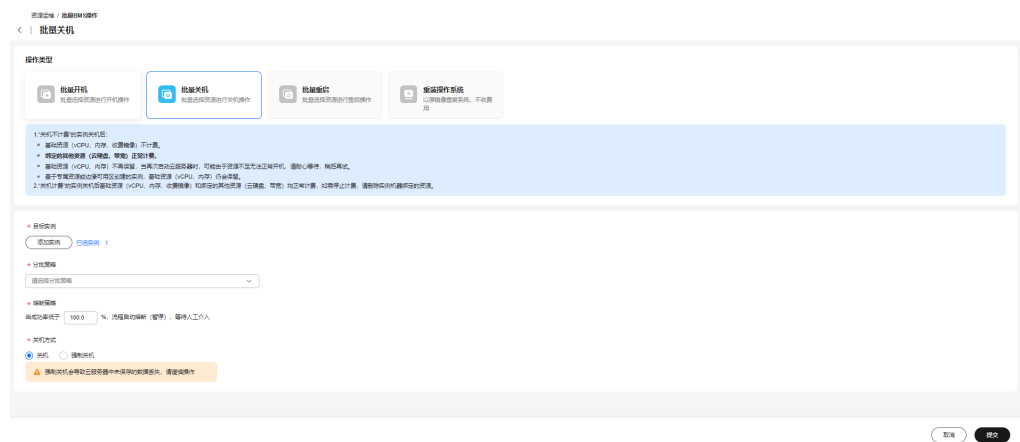 资源运维 / 批量BMS操作
批量关机
操作类型
批量开机
批量选择资源进行开机操作
批量关机
批量选择资源进行关机操作
批量重启
批量选择资源进行重启操作
重装操作系统
以原镜像重装系统，不收费
用
1.“关机不计费”的实例关机后：
基础资源（vCPU、内存、收费镜像）不计费。
绑定的其他资源（云硬盘、带宽）正常计费。
基础资源（vCPU、内存）不再保留，当再次启动云服务器时，可能由于资源不足无法正常开机，请耐心等待，稍后再试。
基于专属资源或边缘可用区创建的实例，基础资源（vCPU、内存）仍会保留。
2.“关机计费”的实例关机后基础资源（vCPU、内存、收费镜像）和绑定的其他资源（云硬盘、带宽）均正常计费，如需停止计费，请删除实例机器绑定的资源。
* 目标实例
添加实例 已选实例：1
* 分批策略
请选择分批策略
* 熔断策略
当成功率低于 100.0 %，流程自动熔断（暂停），等待人工介入
* 关机方式
关机 强制关机
强制关机会导致云服务器中未保存的数据丢失，请谨慎操作
取消 提交